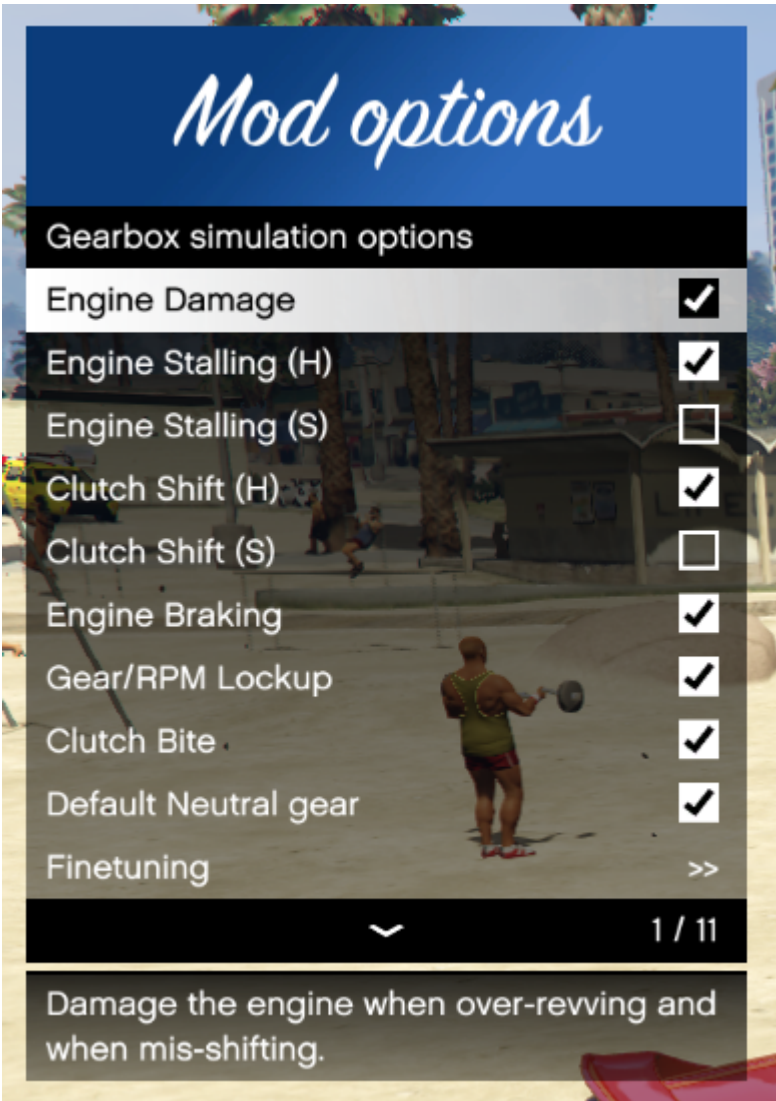 Mod options
Gearbox simulation options
Engine Damage
Engine Stalling (H)
Engine Stalling (S)
Clutch Shift (H)
Clutch Shift (S)
Engine Braking
Gear/RPM Lockup
Clutch Bite
Default Neutral gear
Finetuning >>
1 / 11
Damage the engine when over-revving and
when mis-shifting.